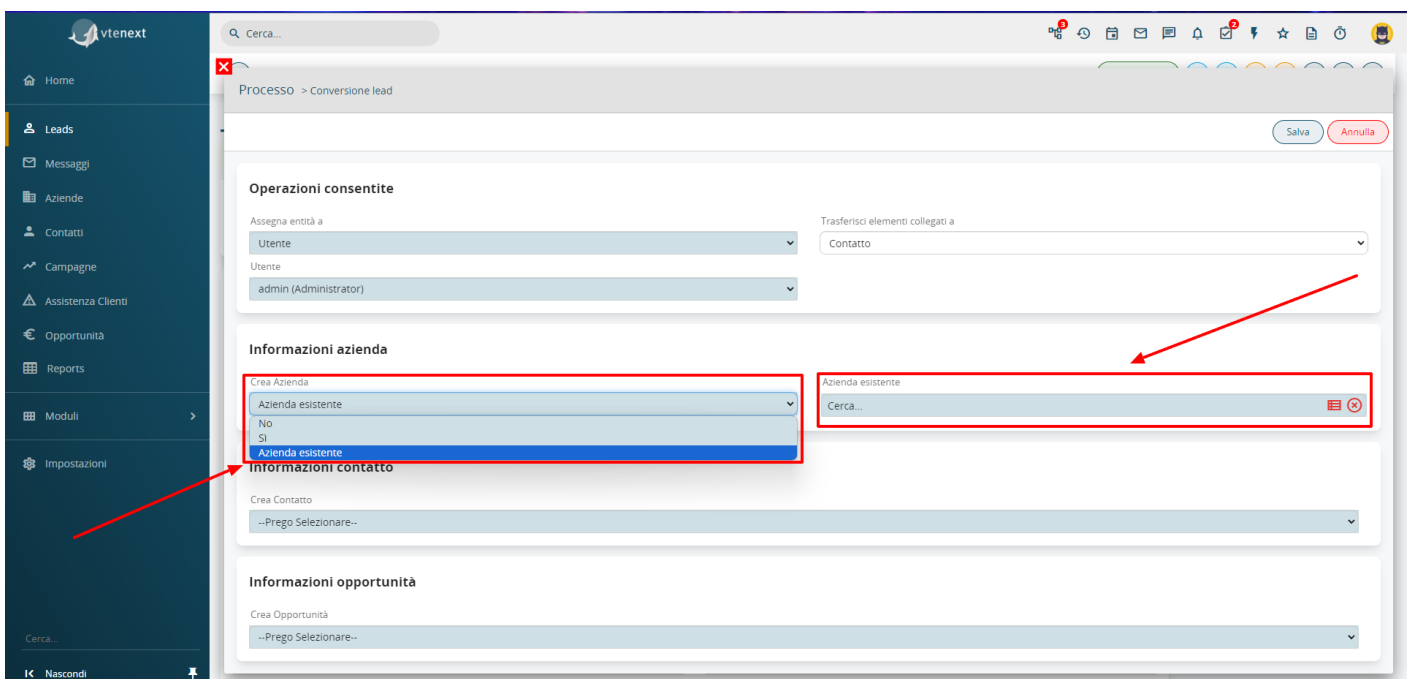 vtenext
Cerca...
3
2
Home
Leads
Messaggi
Aziende
Contatti
Campagne
Assistenza Clienti
Opportunità
Reports
Moduli
Impostazioni
Cerca...
Nascondi
Processo > Conversione lead
Salva
Annulla
Operazioni consentite
Assegna entità a
Utente
Trasferisci elementi collegati a
Contatto
Utente
admin (Administrator)
Informazioni azienda
Crea Azienda
Azienda esistente
No
Sì
Azienda esistente
Azienda esistente
Cerca...
Informazioni contatto
Crea Contatto
--Prego Selezionare--
Informazioni opportunità
Crea Opportunità
--Prego Selezionare--